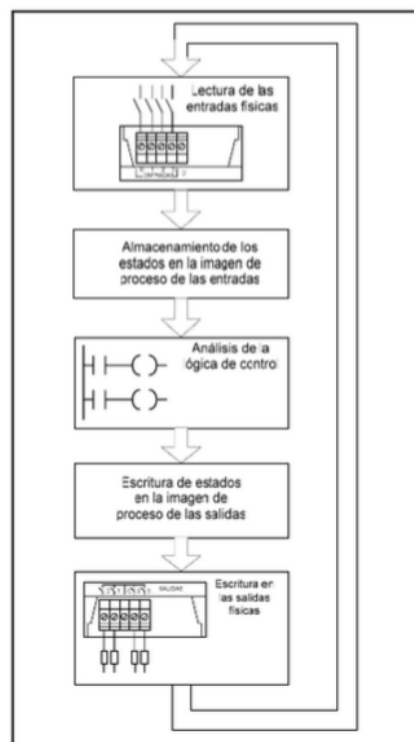 Lectura de las
entradas físicas
Almacenamiento de los
estados en la imagen de
proceso de las entradas
Análisis de la
lógica de control
Escritura de estados
en la imagen de
proceso de las salidas
SALIDAS
Escritura en
las salidas
físicas